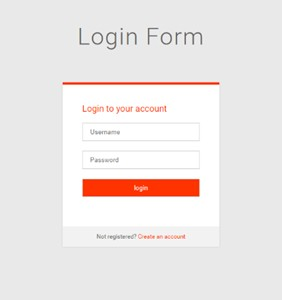 Login Form
Login to your account
Username
Password
login
Not registered? Create an account